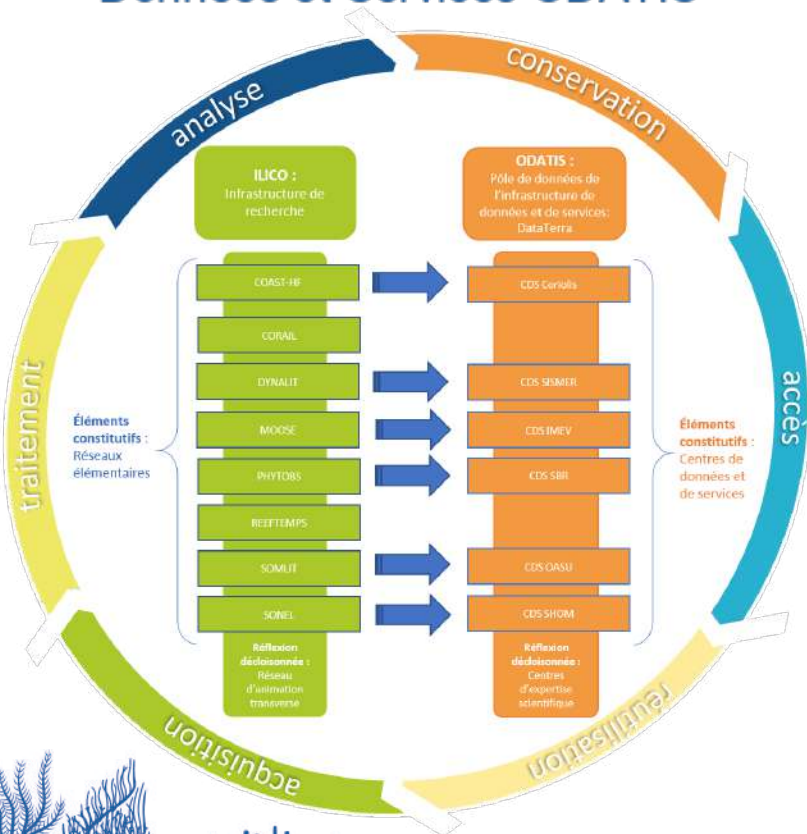 Données et Services ODATIS
analyse
conservation
accès
réutilisation
acquisition
traitement
ILICO :
Infrastructure de
recherche
ODATIS :
Pôle de données de
l'infrastructure de
données et de services:
DataTerra
COAST-HF
CORAIL
DYNALIT
MOOSE
PHYTOBS
REEFTEMPS
SOMLIT
SONEL
CDS Coriolis
CDS SISMER
CDS IMEV
CDS SBR
CDS OASU
CDS SHOM
Éléments
constitutifs :
Réseaux
élémentaires
Éléments
constitutifs :
Centres de
données et
de services
Réflexion
décloisonnée :
Réseau
d'animation
transverse
Réflexion
décloisonnée :
Centres
d'expertise
scientifique